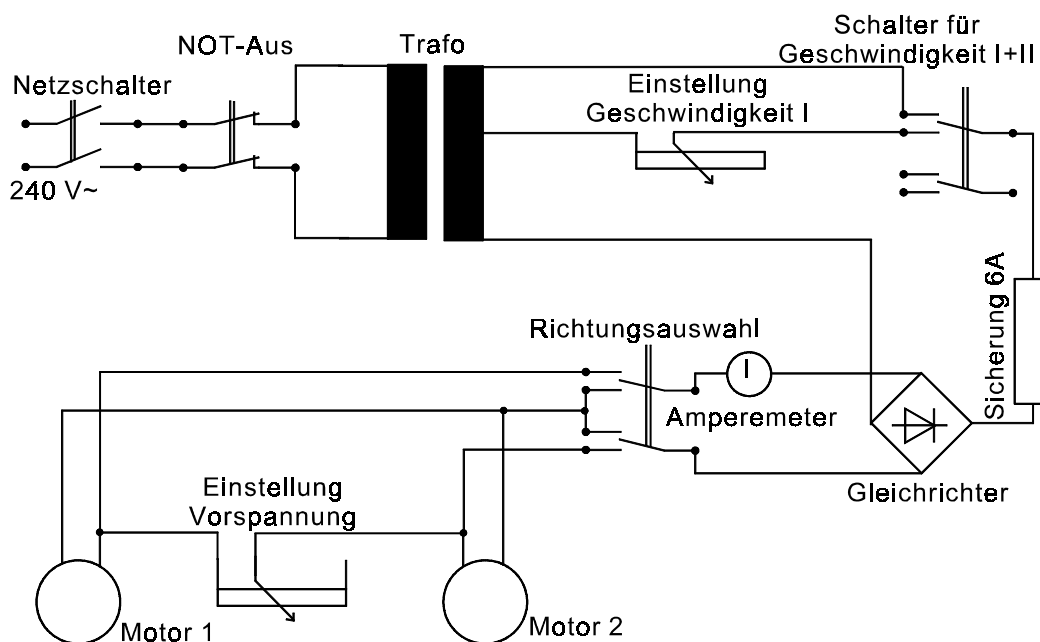 Schalter für
Geschwindigkeit I+II
NOT-Aus
Trafo
Netzschalter
Einstellung
Geschwindigkeit I
240 V~
Sicherung 6A
Richtungsauswahl
I
Amperemeter
Gleichrichter
Einstellung
Vorspannung
Motor 1
Motor 2